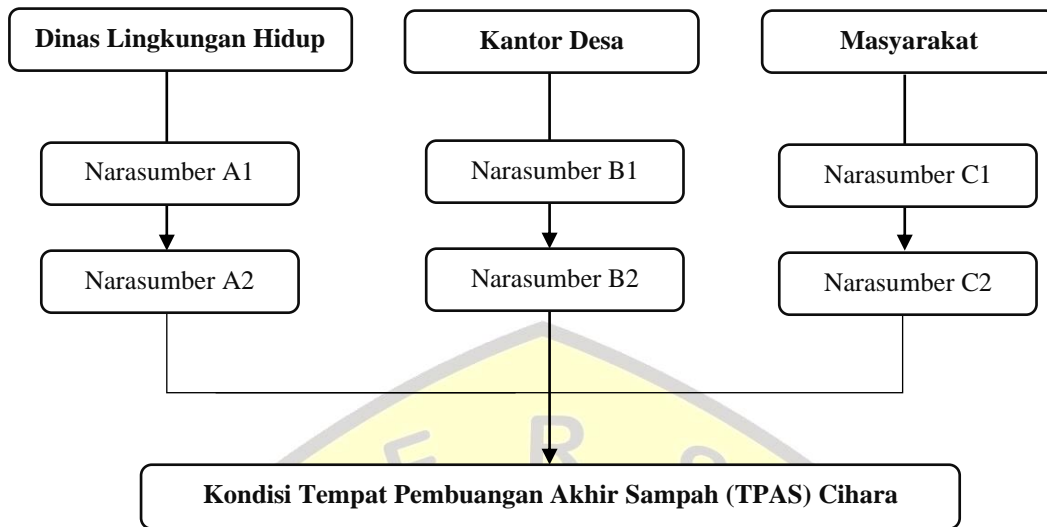 Dinas Lingkungan Hidup
Kantor Desa
Masyarakat
Narasumber A1
Narasumber B1
Narasumber C1
Narasumber A2
Narasumber B2
Narasumber C2
E R S
Kondisi Tempat Pembuangan Akhir Sampah (TPAS) Cihara